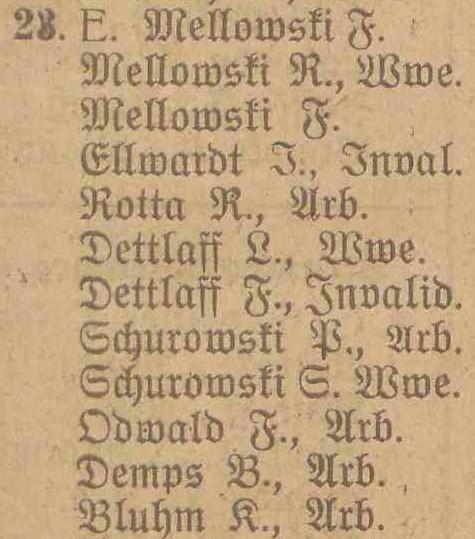 23. E. Mellowski F.
Mellowski R., Wwe.
Mellowski F.
Ellwardt I., Inval.
Rotta R., Arb.
Dettlaff L., Wwe.
Dettlaff F., Invalid.
Schurowski P., Arb.
Schurowski S. Wwe.
Odwald F., Arb.
Demps B., Arb.
Bluhm K., Arb.